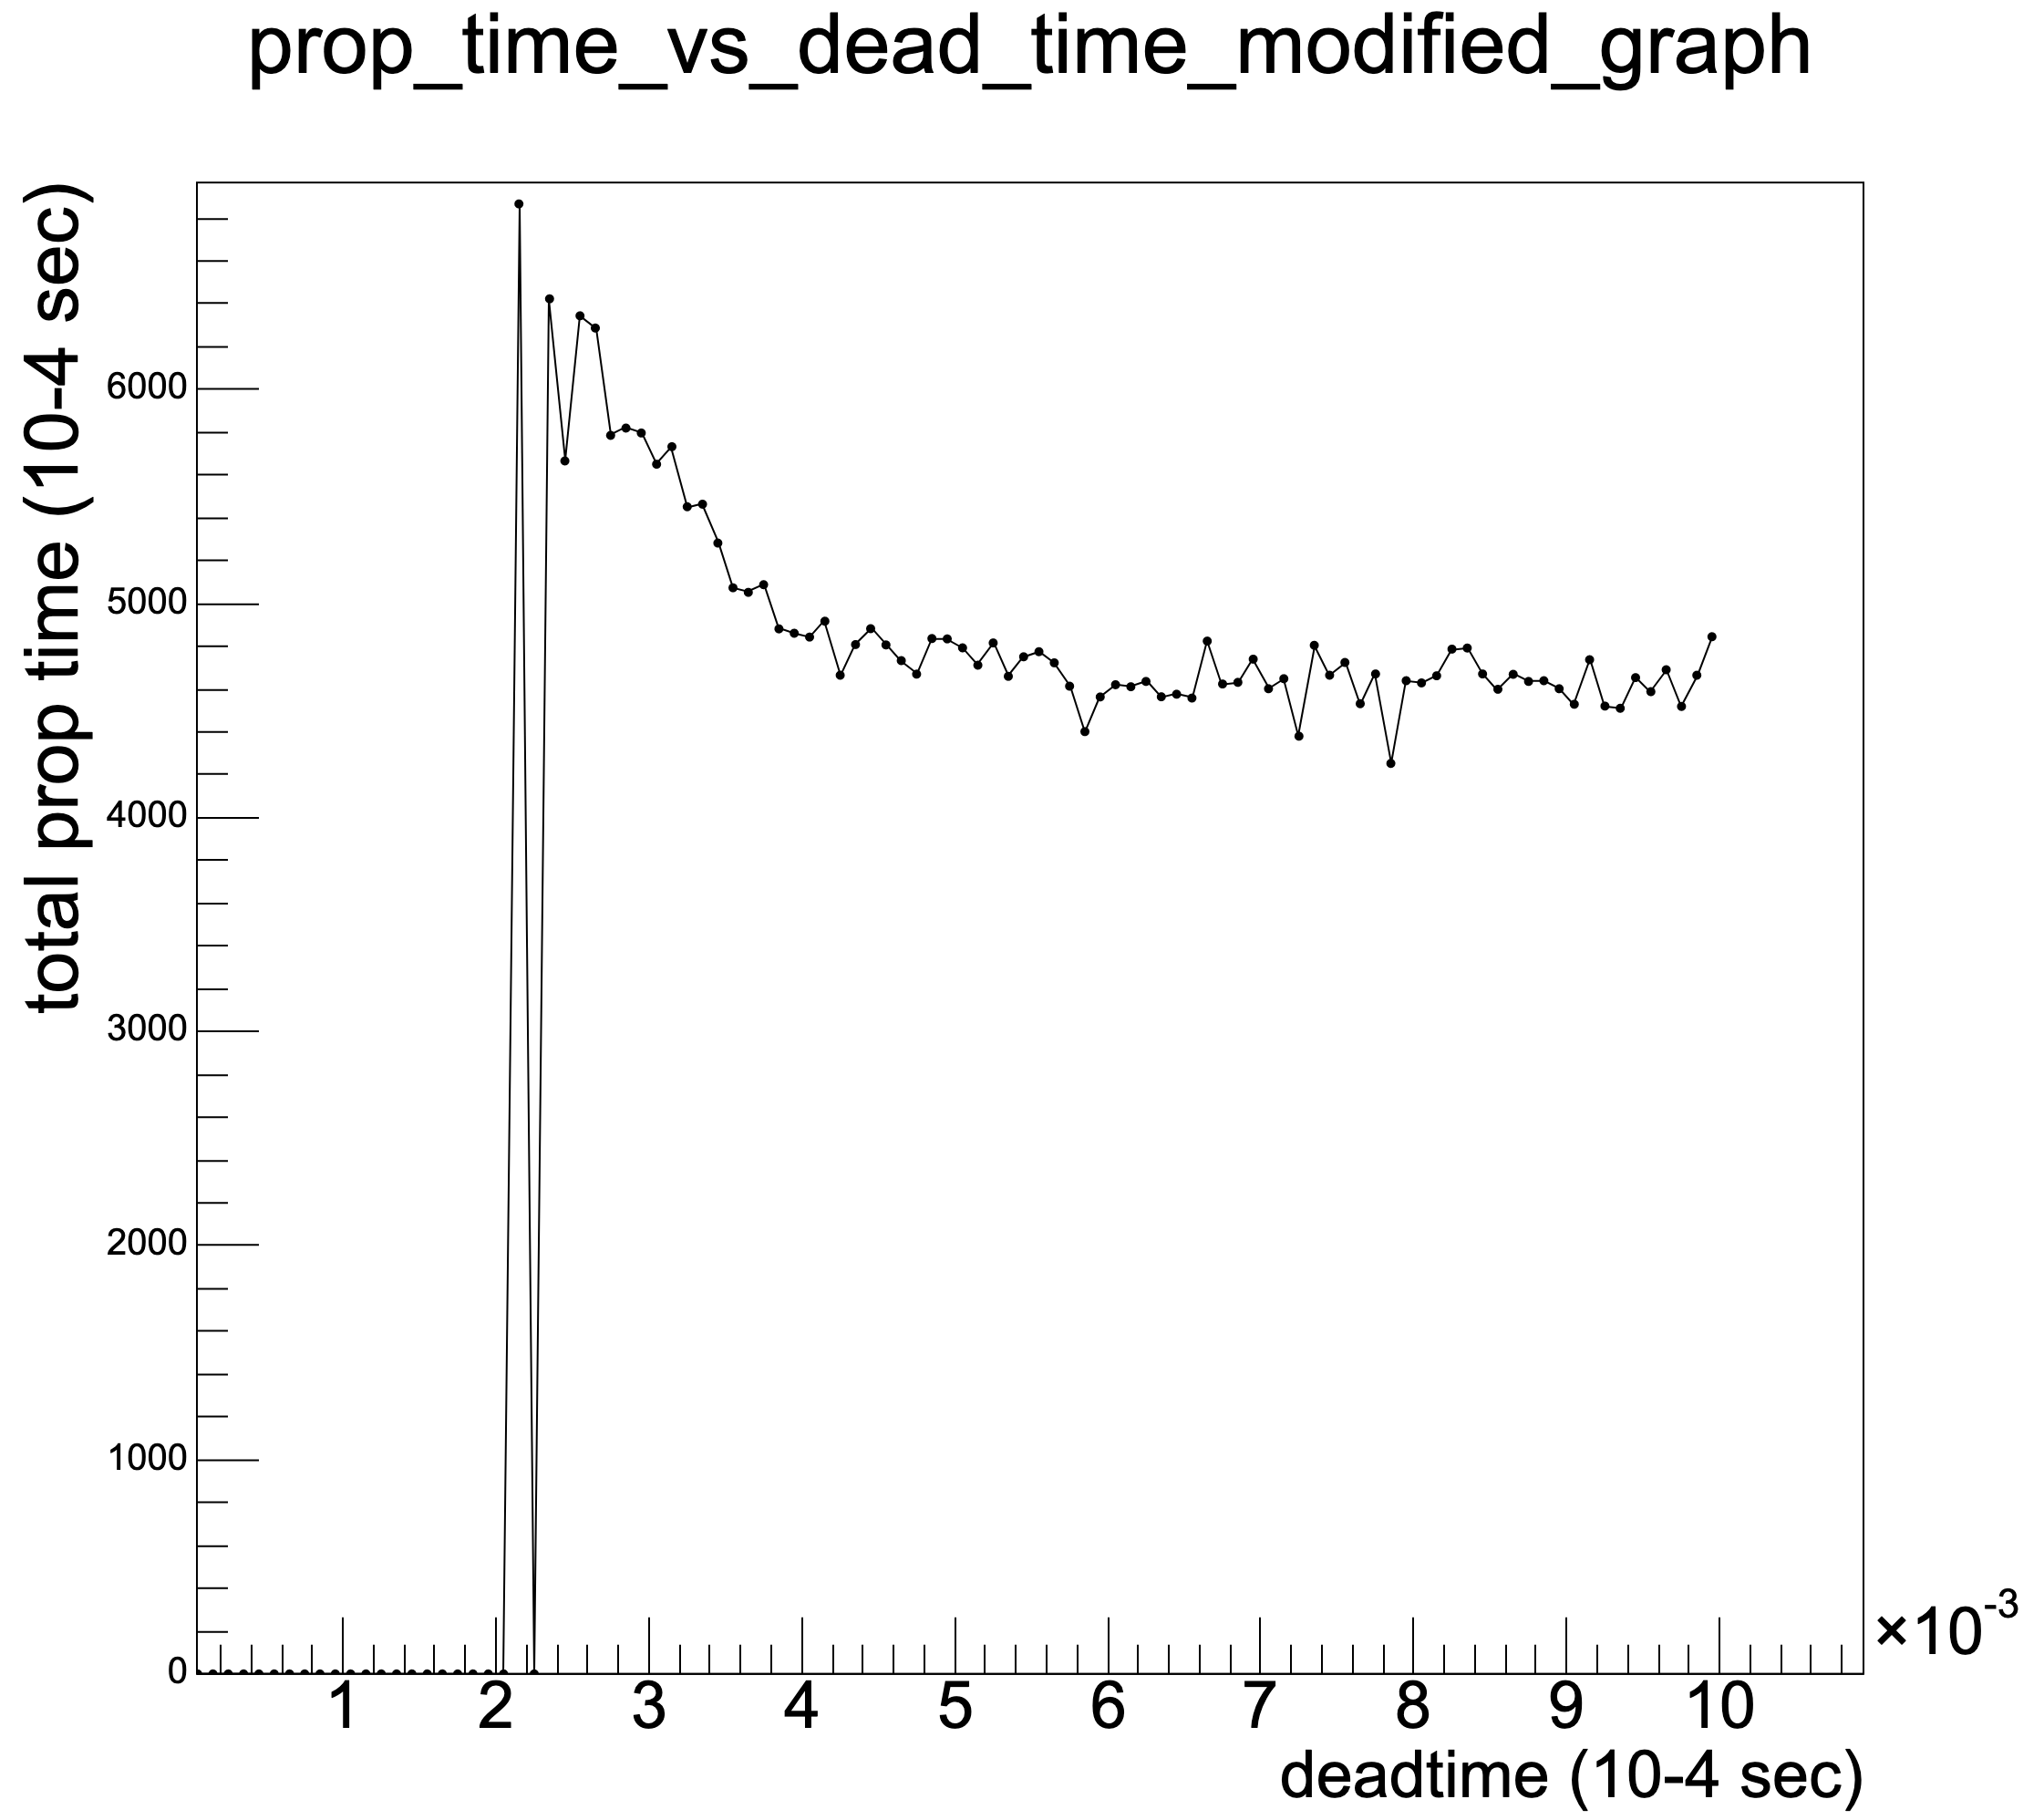 prop_time_vs_dead_time_modified_graph
total prop time (10-4 sec)
6000
5000
4000
3000
2000
1000
0
×10-3
1 2 3 4 5 6 7 8 9 10
deadtime (10-4 sec)